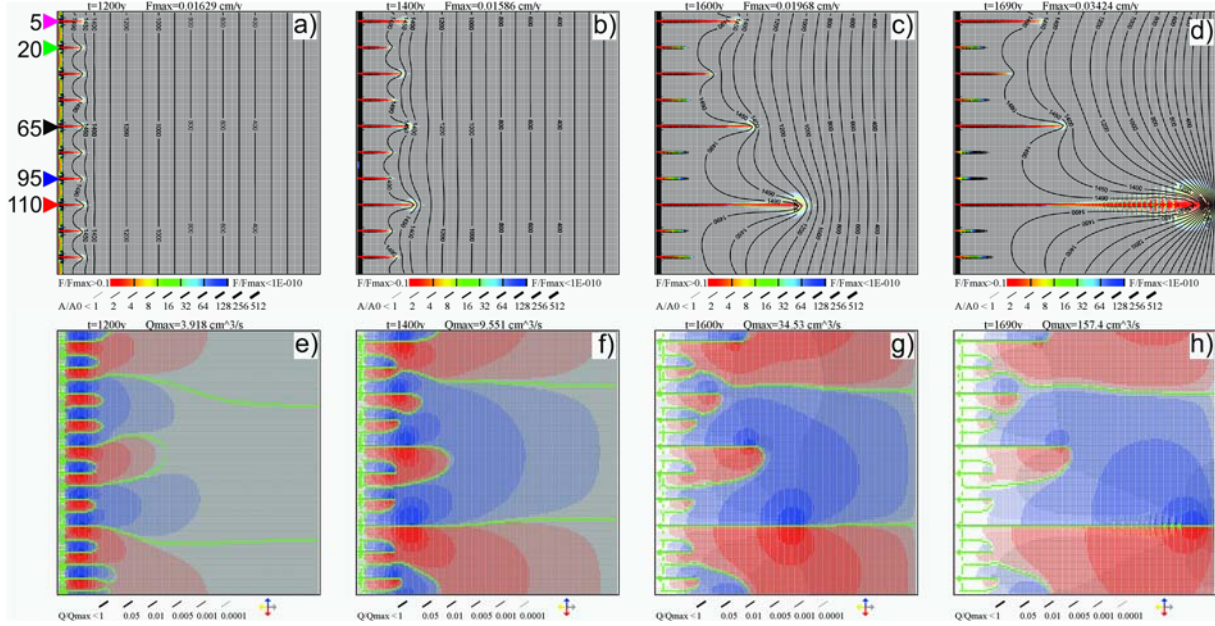 t=1200y Fmax=0.01629 cm/y
t=1400y Fmax=0.01586 cm/y
t=1600y Fmax=0.01968 cm/y
t=1690y Fmax=0.03424 cm/y
a)
b)
c)
d)
5
20
65
95
110
F/Fmax>0.1 F/Fmax<1E-010
A/A0 < 1 2 4 8 16 32 64 128 256 512
F/Fmax>0.1 F/Fmax<1E-010
A/A0 < 1 2 4 8 16 32 64 128 256 512
F/Fmax>0.1 F/Fmax<1E-010
A/A0 < 1 2 4 8 16 32 64 128 256 512
F/Fmax>0.1 F/Fmax<1E-010
A/A0 < 1 2 4 8 16 32 64 128 256 512
t=1200y Qmax=3.918 cm^3/s
t=1400y Qmax=9.551 cm^3/s
t=1600y Qmax=34.53 cm^3/s
t=1690y Qmax=157.4 cm^3/s
e)
f)
g)
h)
Q/Qmax < 1 0.05 0.01 0.005 0.001 0.0001
Q/Qmax < 1 0.05 0.01 0.005 0.001 0.0001
Q/Qmax < 1 0.05 0.01 0.005 0.001 0.0001
Q/Qmax < 1 0.05 0.01 0.005 0.001 0.0001